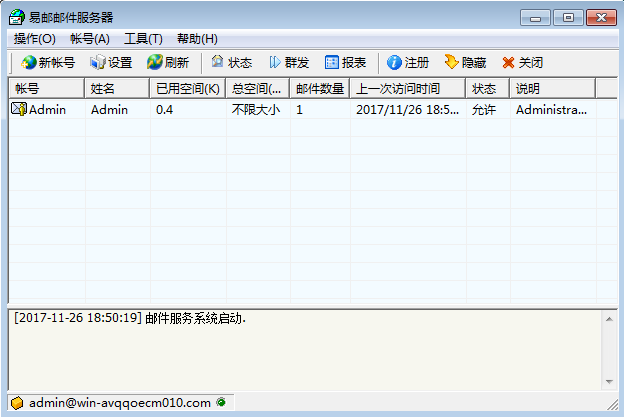 易邮邮件服务器
操作(O) 帐号(A) 工具(T) 帮助(H)
新帐号 设置 刷新 状态 群发 报表 注册 隐藏 关闭
帐号 姓名 已用空间(K) 总空间(... 邮件数量 上一次访问时间 状态 说明
Admin Admin 0.4 不限大小 1 2017/11/26 18:5... 允许 Administra...
[2017-11-26 18:50:19] 邮件服务系统启动.
admin@win-avqqoecm010.com